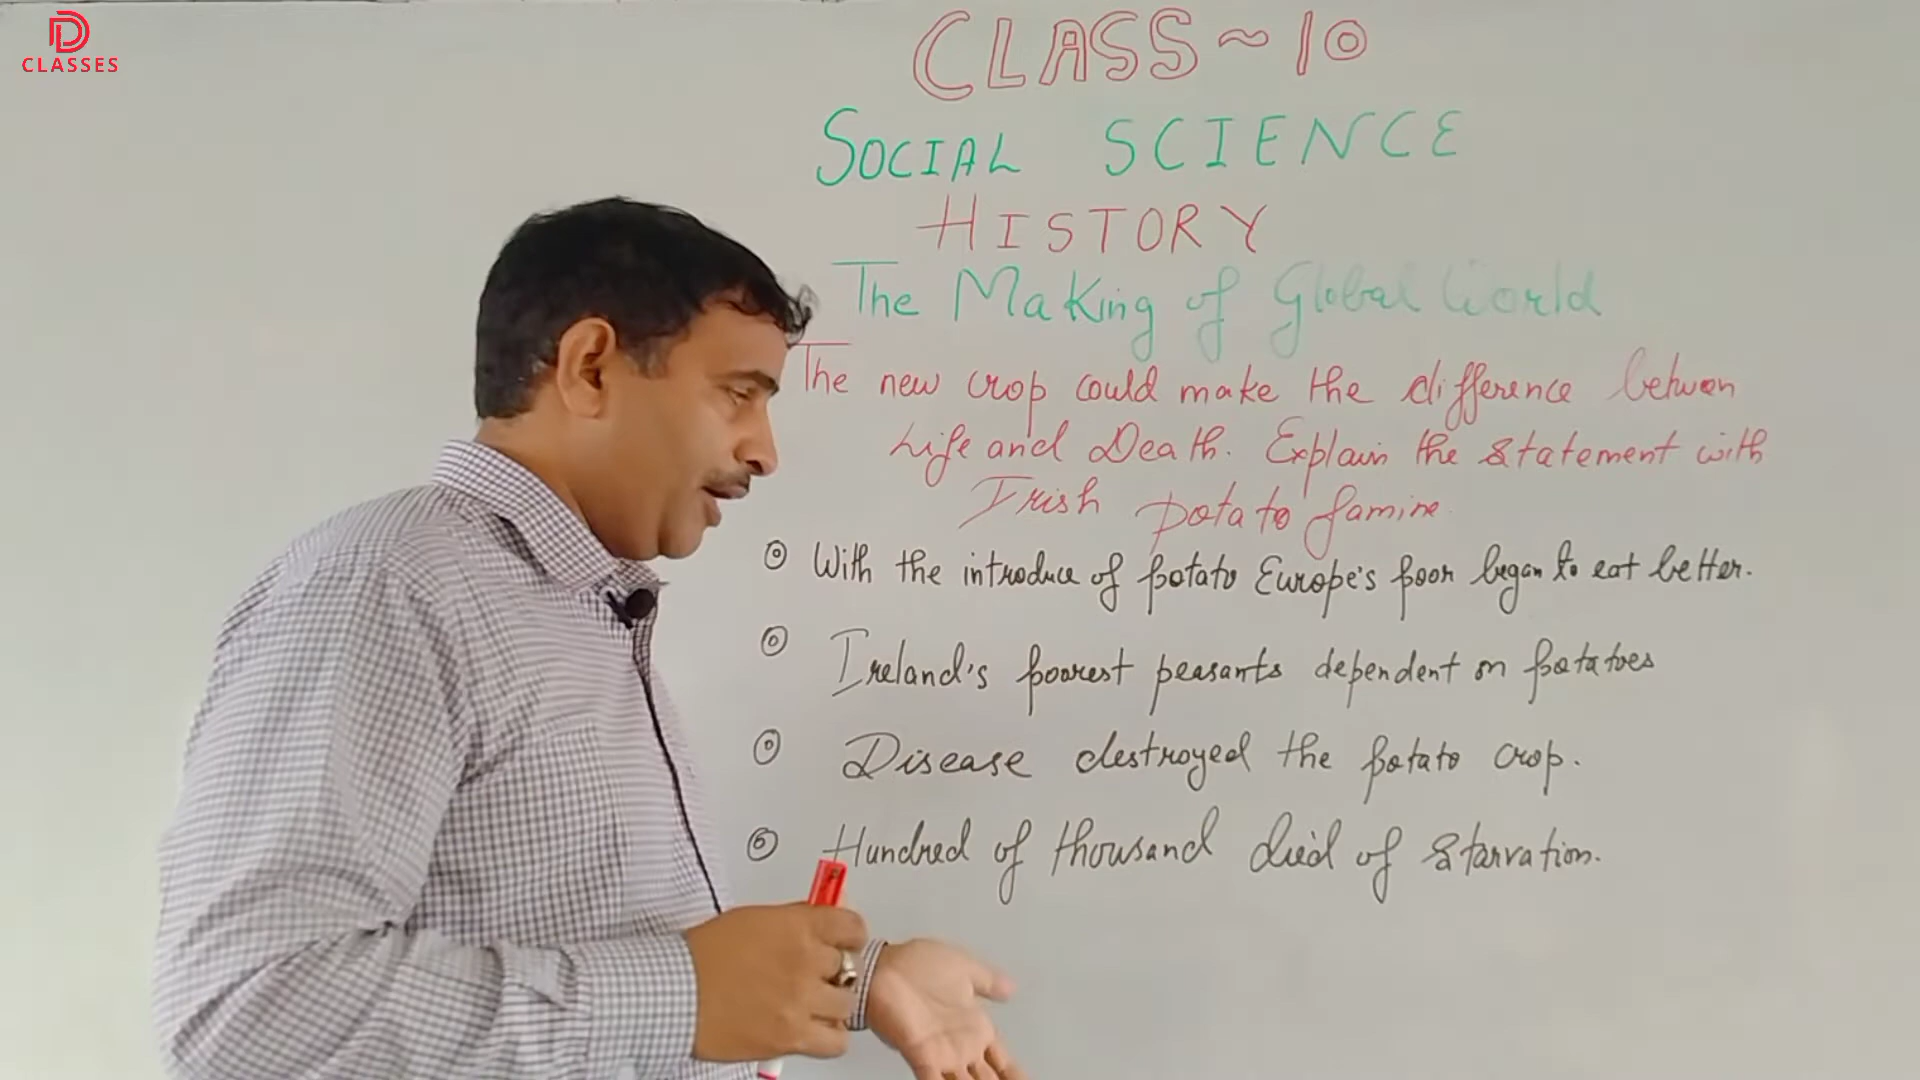 D
CLASSES
CLASS ~ 10
SOCIAL SCIENCE
HISTORY
The Making of Global World
The new crop could make the difference between
Life and Death. Explain the statement with
Irish potato famine.
With the introduce of potato Europe's poor began to eat better.
Ireland's poorest peasants dependent on potatoes
Disease destroyed the potato crop.
Hundred of thousand died of starvation.